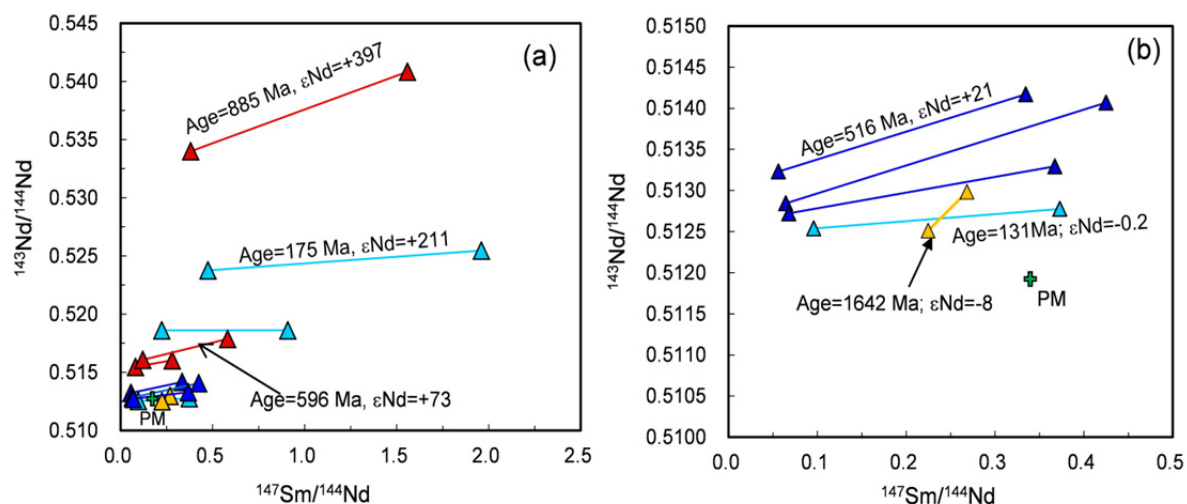 (a)
0.545
0.540
0.535
0.530
0.525
0.520
0.515
0.510
143Nd/144Nd
Age=885 Ma, εNd=+397
Age=175 Ma, εNd=+211
Age=596 Ma, εNd=+73
PM
0.0 0.5 1.0 1.5 2.0 2.5
147Sm/144Nd
(b)
0.5150
0.5145
0.5140
0.5135
0.5130
0.5125
0.5120
0.5115
0.5110
0.5105
0.5100
143Nd/144Nd
Age=516 Ma, εNd=+21
Age=131Ma; εNd=-0.2
Age=1642 Ma; εNd=-8
PM
0.0 0.1 0.2 0.3 0.4 0.5
147Sm/144Nd